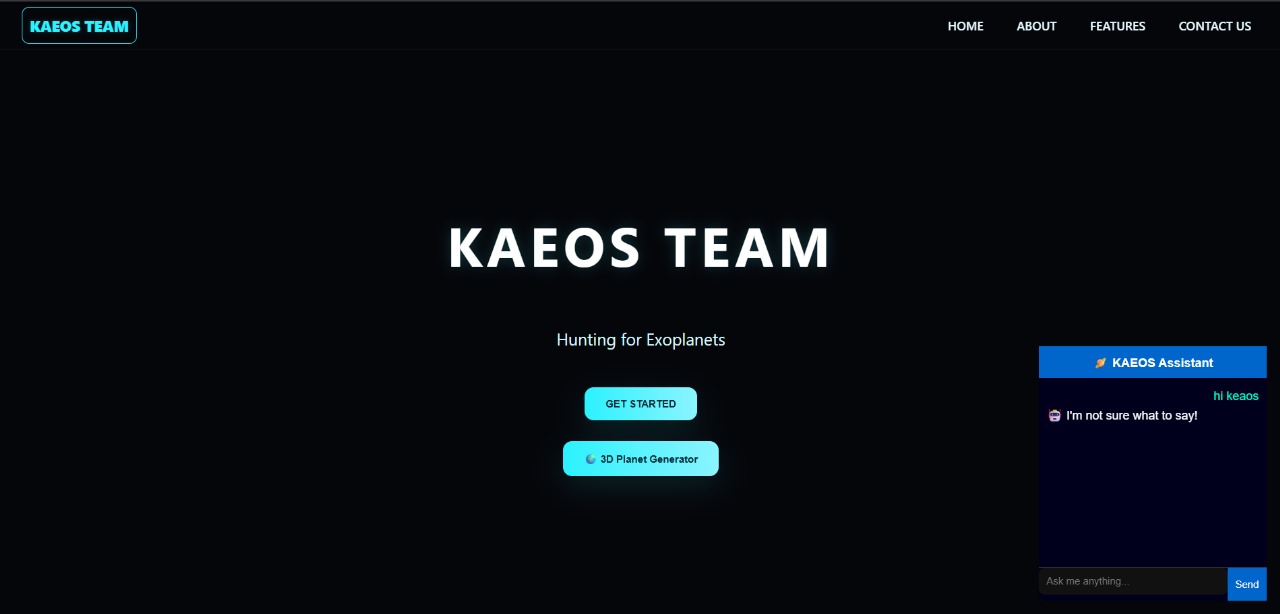 KAEOS TEAM
HOME ABOUT FEATURES CONTACT US
KAEOS TEAM
Hunting for Exoplanets
GET STARTED
3D Planet Generator
KAEOS Assistant
hi keaos
I'm not sure what to say!
Ask me anything...
Send